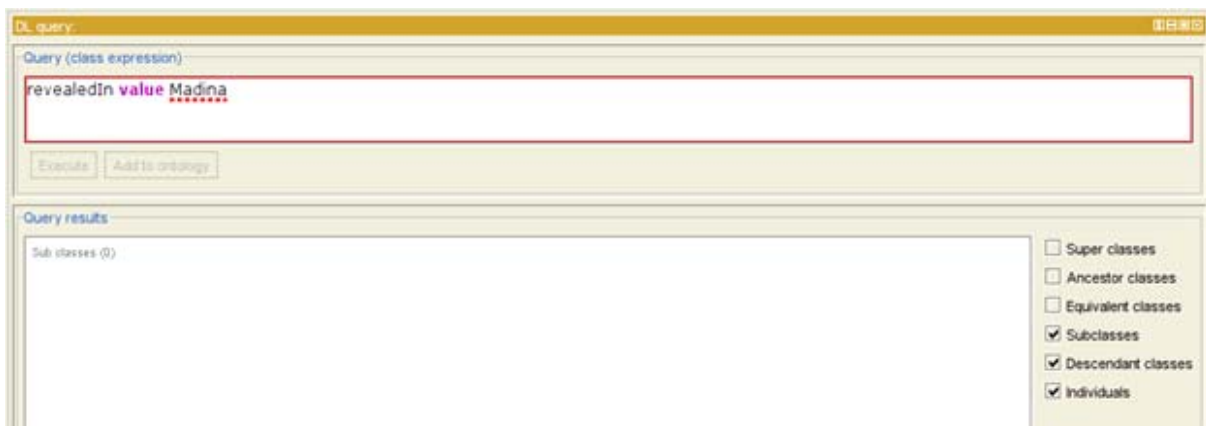 DL query:
Query (class expression)
revealedIn value Madina
Execute Add to ontology
Query results
Sub classes (0)
Super classes
Ancestor classes
Equivalent classes
Subclasses
Descendant classes
Individuals